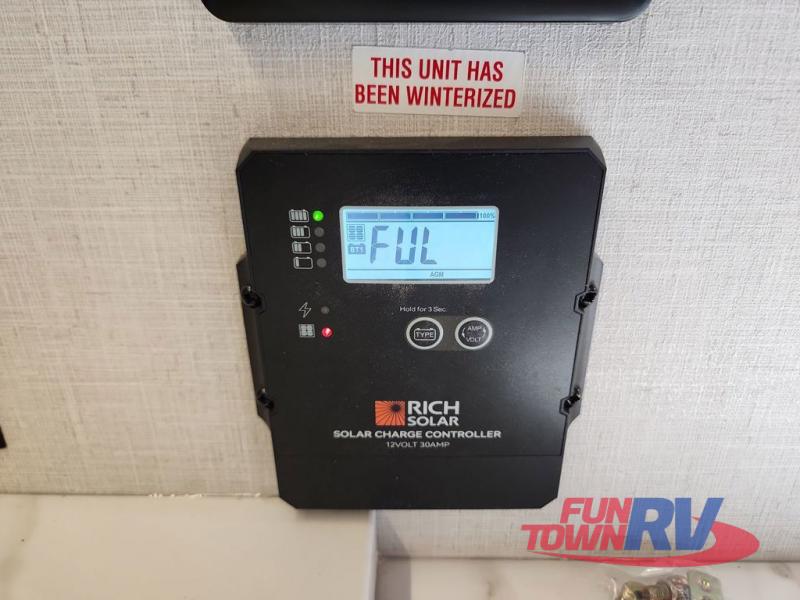 THIS UNIT HAS
BEEN WINTERIZED
100%
BTS
FUL
AGM
Hold for 3 Sec.
TYPE
AMP
VOLT
RICH
SOLAR
SOLAR CHARGE CONTROLLER
12VOLT 30AMP
FUN
TOWN RV